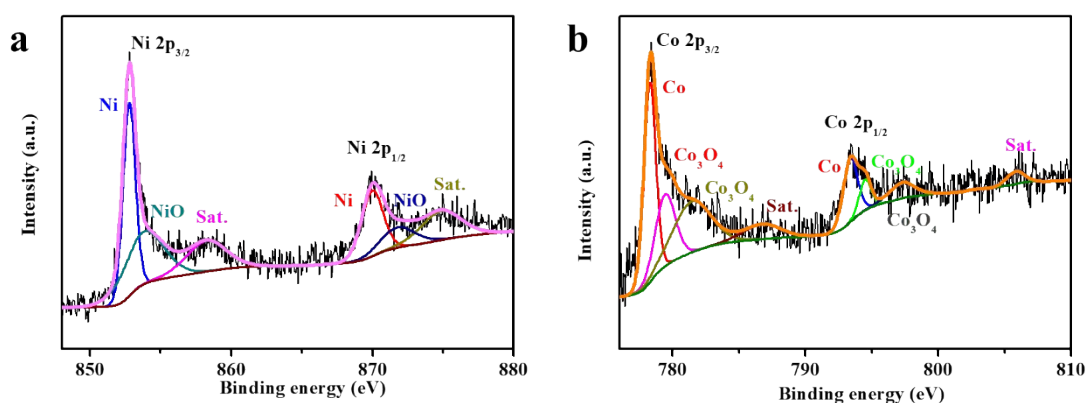 a
Ni 2p3/2
Ni
NiO
Sat.
Ni 2p1/2
Ni
NiO
Sat.
Intensity (a.u.)
850 860 870 880
Binding energy (eV)
b
Co 2p3/2
Co
Co3O4
Co3O4
Sat.
Co 2p1/2
Co
Co3O4
Co3O4
Sat.
Intensity (a.u.)
780 790 800 810
Binding energy (eV)